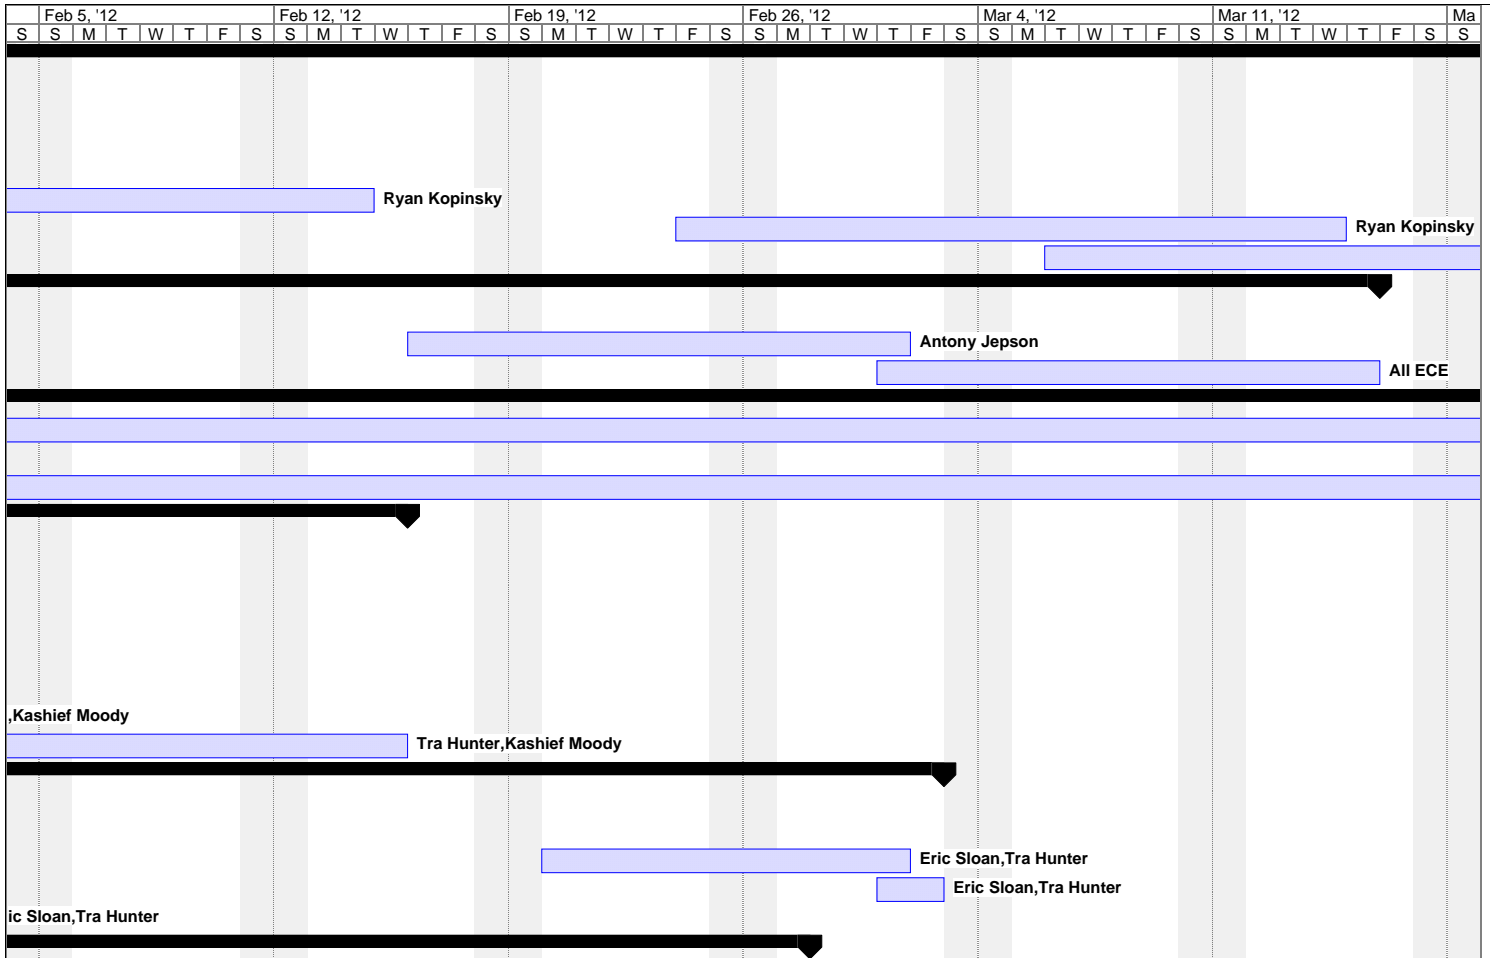 Feb 5, '12 Feb 12, '12 Feb 19, '12 Feb 26, '12 Mar 4, '12 Mar 11, '12 Ma
S S M T W T F S S M T W T F S S M T W T F S S M T W T F S S M T W T F S S M T W T F S S
Ryan Kopinsky
Ryan Kopinsky
Antony Jepson
All ECE
,Kashief Moody
Tra Hunter,Kashief Moody
Eric Sloan,Tra Hunter
Eric Sloan,Tra Hunter
ic Sloan,Tra Hunter